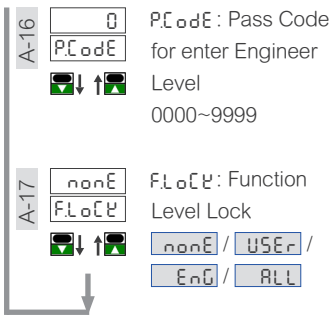 A-16
0
P.CodE
P.CodE : Pass Code
for enter Engineer
Level
0000~9999
A-17
nonE
F.LoCK
F.LoCK : Function
Level Lock
nonE / USEr /
EnG / ALL